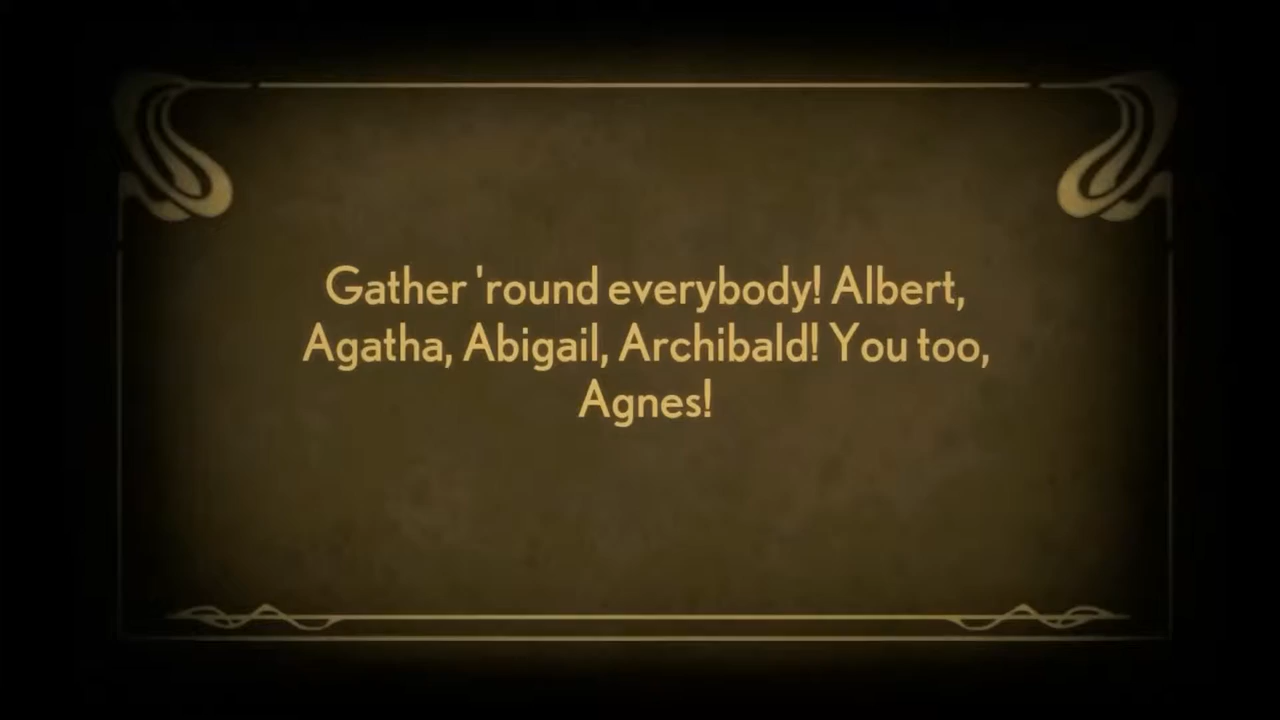 Gather 'round everybody! Albert,
Agatha, Abigail, Archibald! You too,
Agnes!